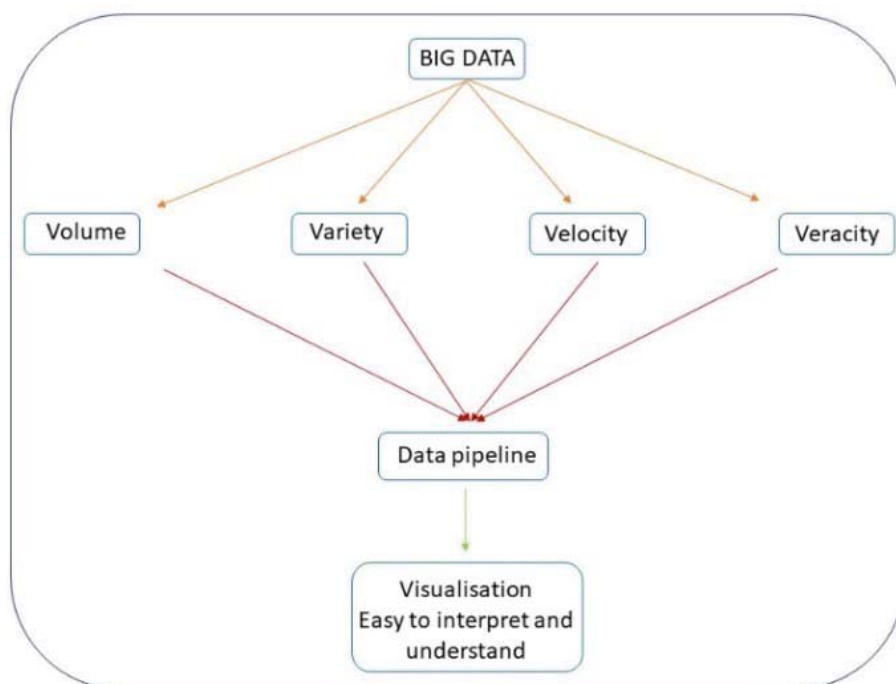 BIG DATA
Volume
Variety
Velocity
Veracity
Data pipeline
Visualisation
Easy to interpret and
understand